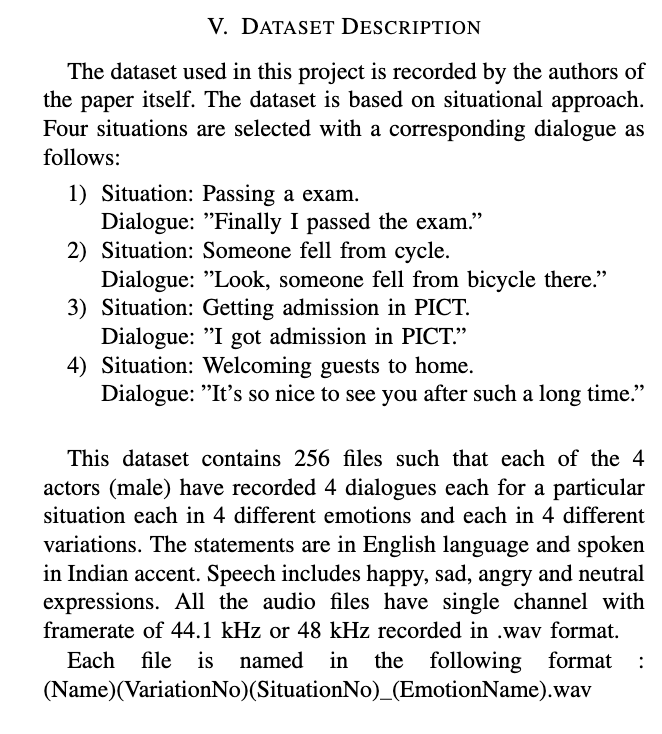 V. DATASET DESCRIPTION
The dataset used in this project is recorded by the authors of
the paper itself. The dataset is based on situational approach.
Four situations are selected with a corresponding dialogue as
follows:
1) Situation: Passing a exam.
Dialogue: ”Finally I passed the exam.”
2) Situation: Someone fell from cycle.
Dialogue: ”Look, someone fell from bicycle there.”
3) Situation: Getting admission in PICT.
Dialogue: ”I got admission in PICT.”
4) Situation: Welcoming guests to home.
Dialogue: ”It’s so nice to see you after such a long time.”
This dataset contains 256 files such that each of the 4
actors (male) have recorded 4 dialogues each for a particular
situation each in 4 different emotions and each in 4 different
variations. The statements are in English language and spoken
in Indian accent. Speech includes happy, sad, angry and neutral
expressions. All the audio files have single channel with
framerate of 44.1 kHz or 48 kHz recorded in .wav format.
Each file is named in the following format :
(Name)(VariationNo)(SituationNo)_(EmotionName).wav